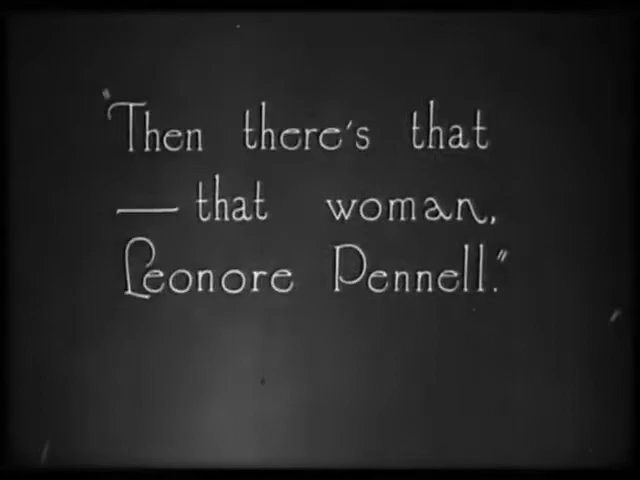 "Then there's that
— that woman,
Leonore Pennell."